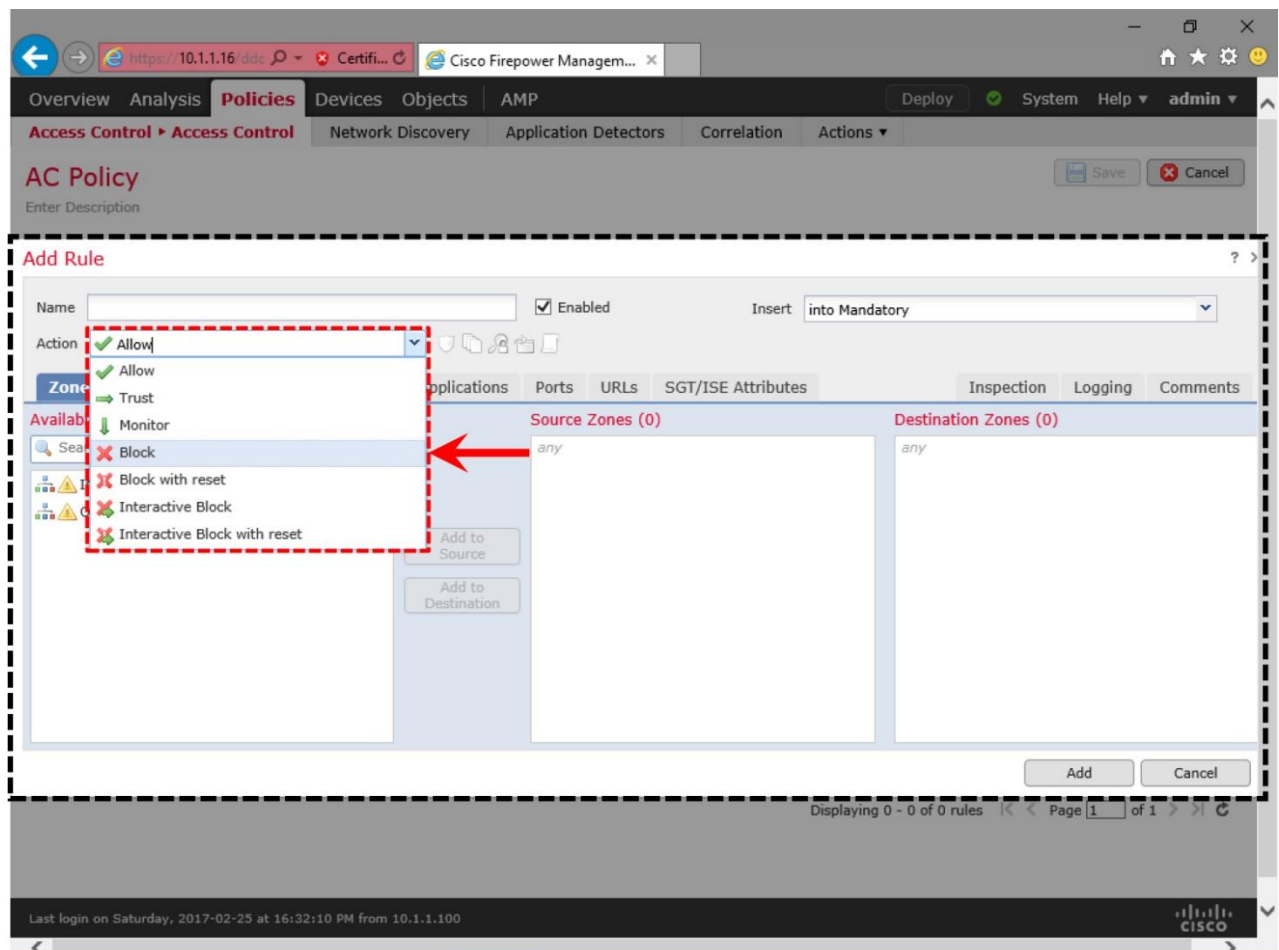 https://10.1.1.16/ddc Certifi... Cisco Firepower Managem...
Overview Analysis Policies Devices Objects AMP Deploy System Help admin
Access Control ▸ Access Control Network Discovery Application Detectors Correlation Actions
AC Policy Save Cancel
Enter Description
Add Rule ?
Name Enabled Insert into Mandatory
Action Allow
Allow
Trust
Monitor
Block
Block with reset
Interactive Block
Interactive Block with reset
Zone Applications Ports URLs SGT/ISE Attributes Inspection Logging Comments
Availab Source Zones (0) Destination Zones (0)
Sea any any
Add to Source
Add to Destination
Add Cancel
Displaying 0 - 0 of 0 rules Page 1 of 1
Last login on Saturday, 2017-02-25 at 16:32:10 PM from 10.1.1.100
CISCO